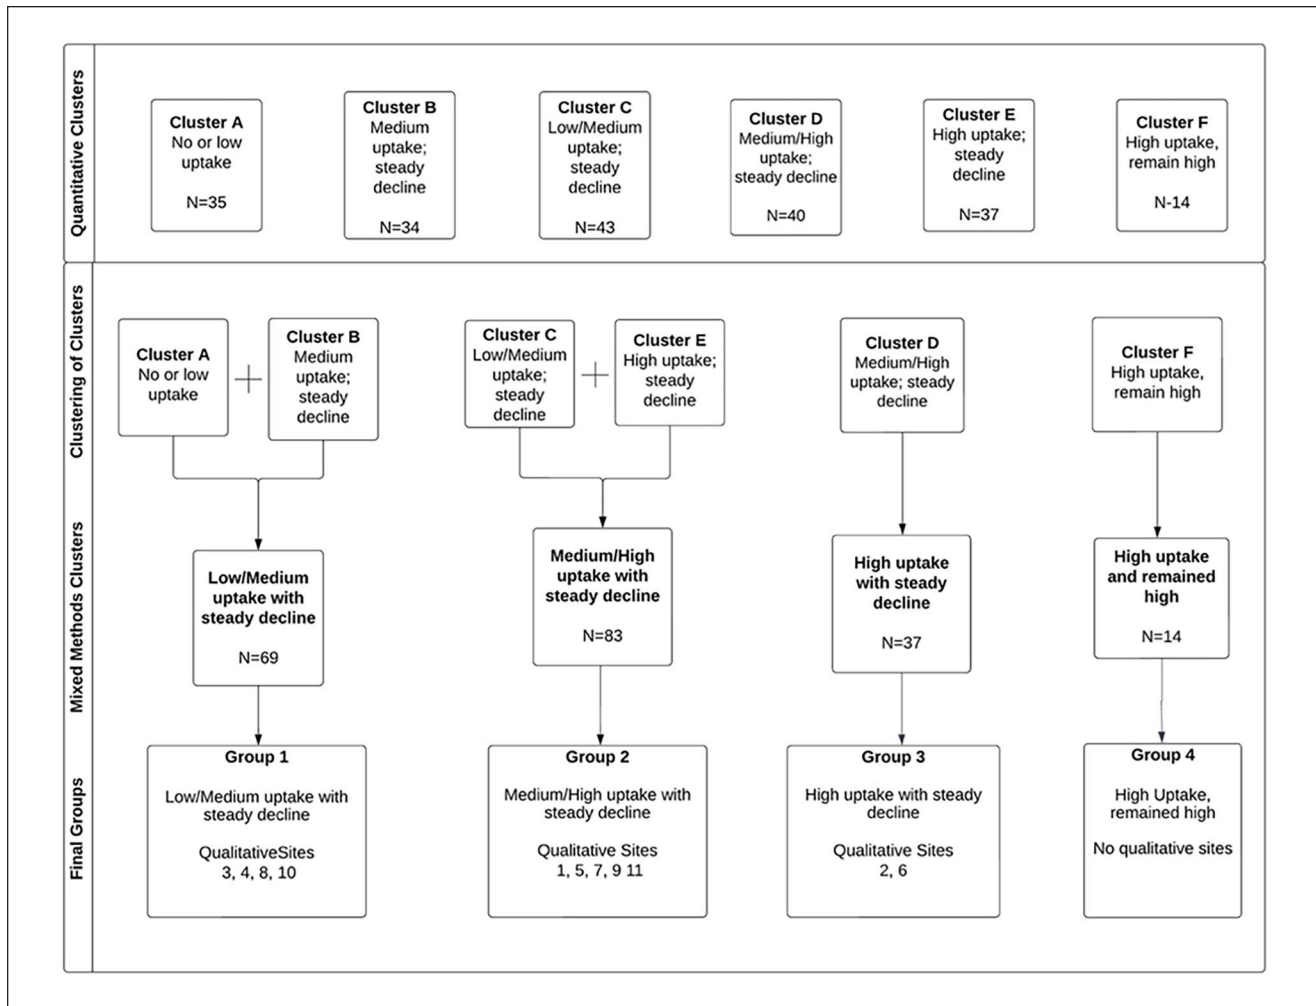 Quantitative Clusters
Cluster A
No or low
uptake
N=35
Cluster B
Medium
uptake;
steady
decline
N=34
Cluster C
Low/Medium
uptake;
steady
decline
N=43
Cluster D
Medium/High
uptake;
steady decline
N=40
Cluster E
High uptake;
steady
decline
N=37
Cluster F
High uptake,
remain high
N-14
Clustering of Clusters
Cluster A
No or low
uptake
Cluster B
Medium
uptake;
steady
decline
Cluster C
Low/Medium
uptake;
steady
decline
Cluster E
High uptake;
steady
decline
Cluster D
Medium/High
uptake; steady
decline
Cluster F
High uptake,
remain high
Mixed Methods Clusters
Low/Medium
uptake with
steady decline
N=69
Medium/High
uptake with
steady decline
N=83
High uptake
with steady
decline
N=37
High uptake
and remained
high
N=14
Final Groups
Group 1
Low/Medium uptake with
steady decline
QualitativeSites
3, 4, 8, 10
Group 2
Medium/High uptake with
steady decline
Qualitative Sites
1, 5, 7, 9 11
Group 3
High uptake with steady
decline
Qualitative Sites
2, 6
Group 4
High Uptake,
remained high
No qualitative sites